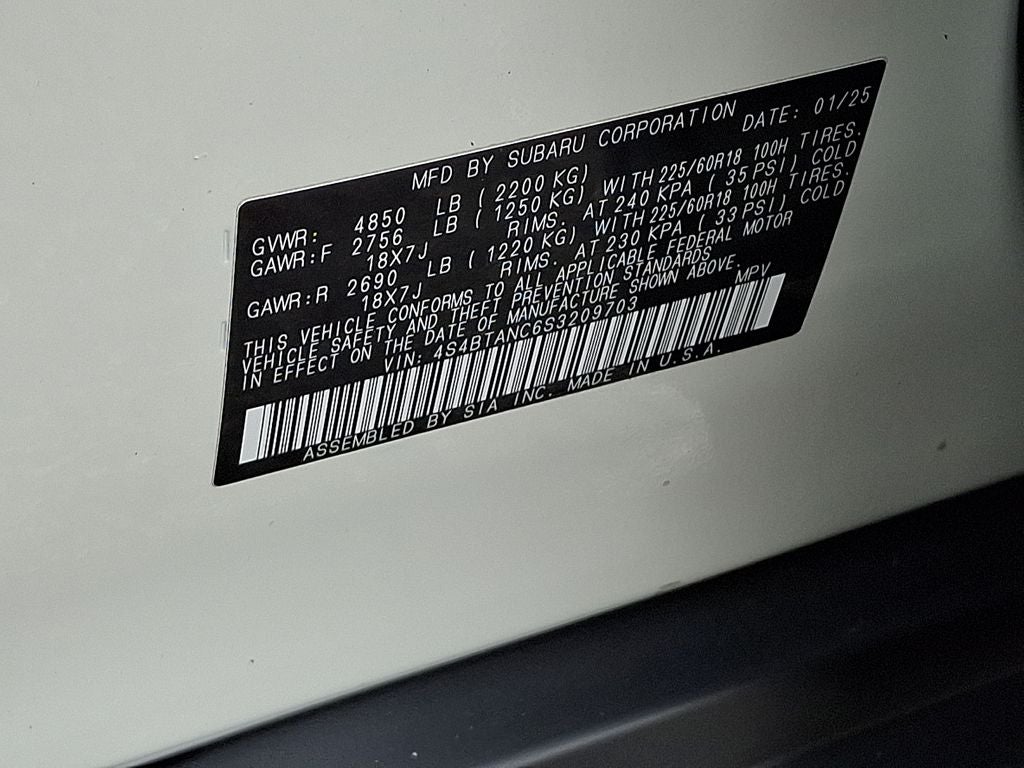 MFD BY SUBARU CORPORATION DATE: 01/25
GVWR: 4850 LB ( 2200 KG)
GAWR:F 2756 LB ( 1250 KG) WITH 225/60R18 100H TIRES.
18X7J RIMS. AT 240 KPA ( 35 PSI) COLD
GAWR:R 2690 LB ( 1220 KG) WITH 225/60R18 100H TIRES.
18X7J RIMS. AT 230 KPA ( 33 PSI) COLD
THIS VEHICLE CONFORMS TO ALL APPLICABLE FEDERAL MOTOR
VEHICLE SAFETY AND THEFT PREVENTION STANDARDS
IN EFFECT ON THE DATE OF MANUFACTURE SHOWN ABOVE.
VIN: 4S4BTANC6S3209703 MPV
ASSEMBLED BY SIA INC. MADE IN U.S.A.